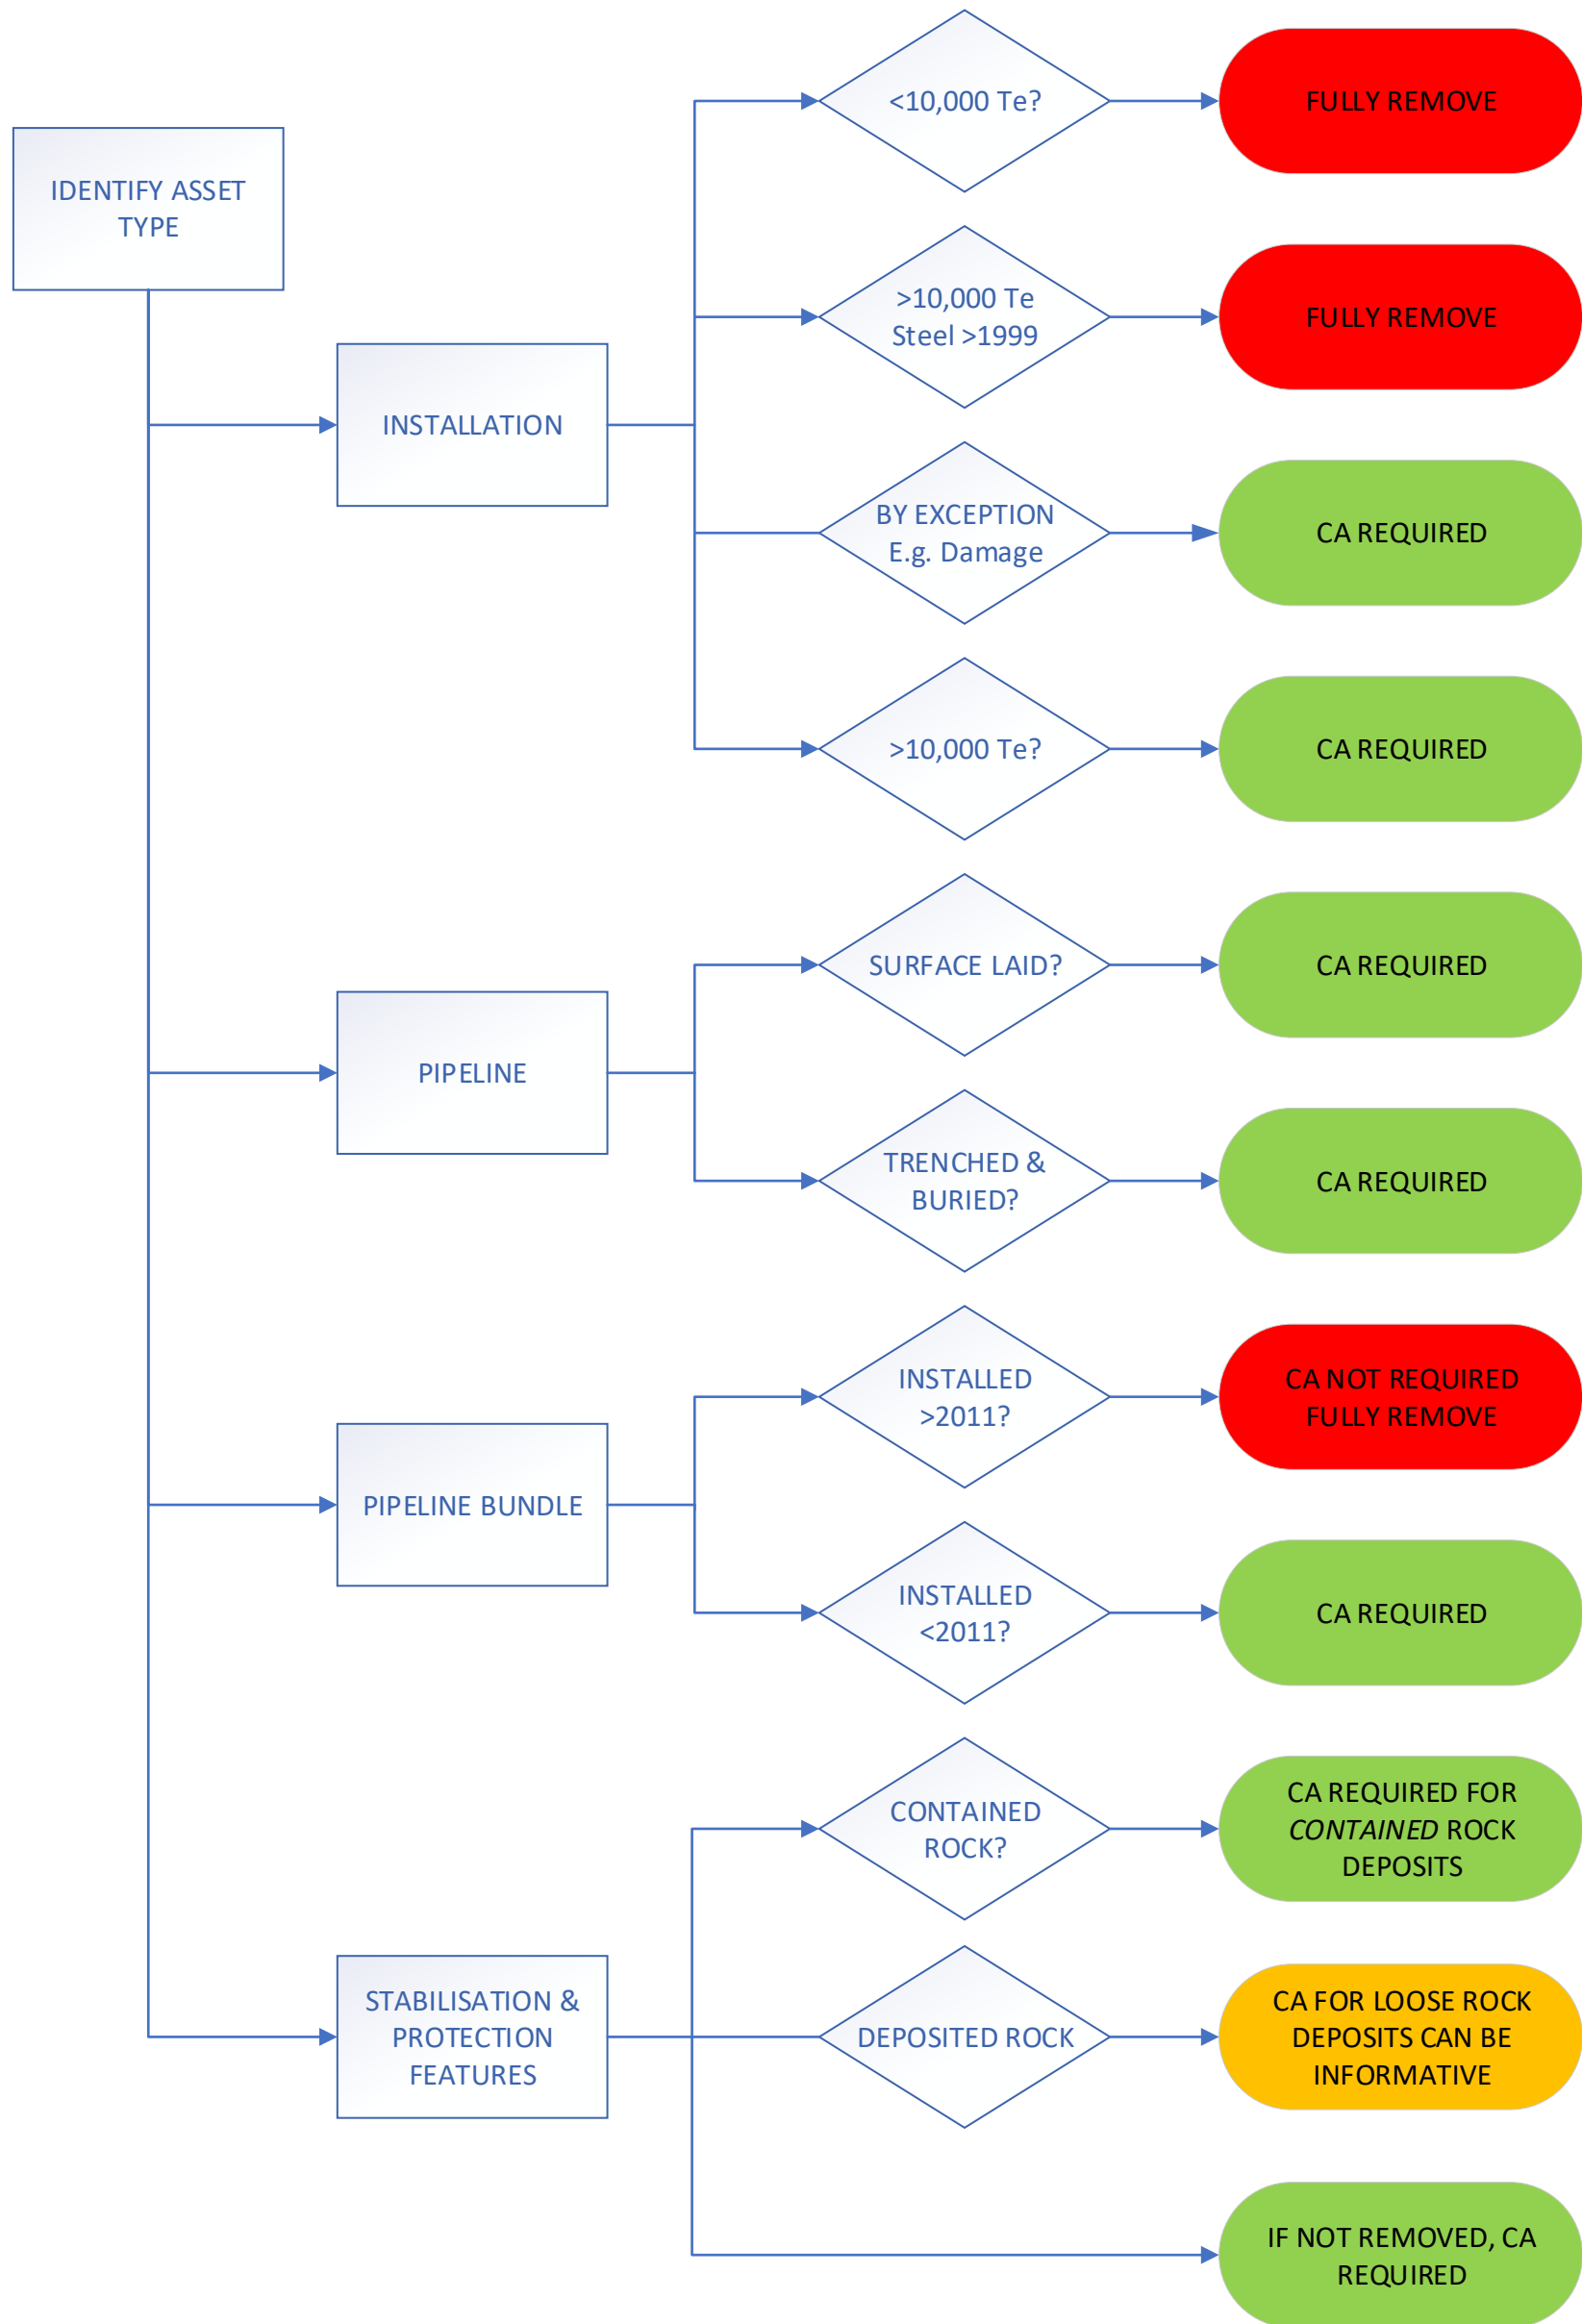 IDENTIFY ASSET
TYPE
INSTALLATION
<10,000 Te?
FULLY REMOVE
>10,000 Te
Steel >1999
FULLY REMOVE
BY EXCEPTION
E.g. Damage
CA REQUIRED
>10,000 Te?
CA REQUIRED
PIPELINE
SURFACE LAID?
CA REQUIRED
TRENCHED &
BURIED?
CA REQUIRED
PIPELINE BUNDLE
INSTALLED
>2011?
CA NOT REQUIRED
FULLY REMOVE
INSTALLED
<2011?
CA REQUIRED
STABILISATION &
PROTECTION
FEATURES
CONTAINED
ROCK?
CA REQUIRED FOR
CONTAINED ROCK
DEPOSITS
DEPOSITED ROCK
CA FOR LOOSE ROCK
DEPOSITS CAN BE
INFORMATIVE
IF NOT REMOVED, CA
REQUIRED